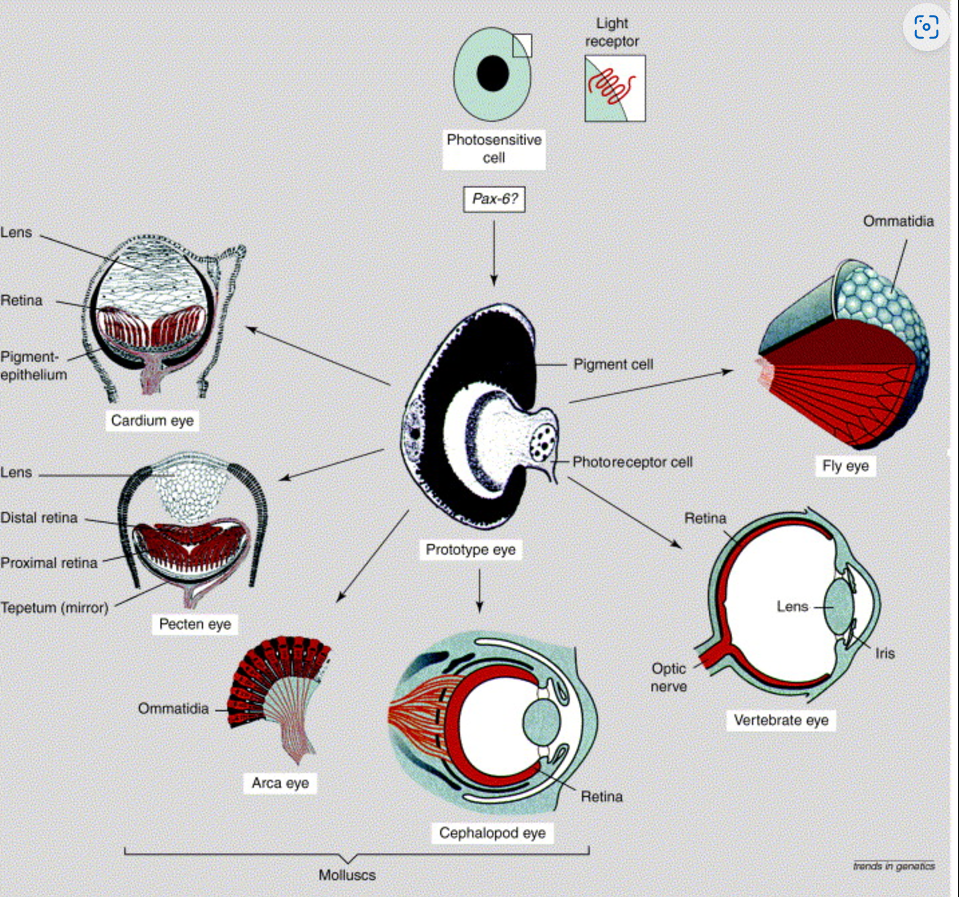 Light
receptor
Photosensitive
cell
Pax-6?
Ommatidia
Lens
Retina
Pigment-
epithelium
Cardium eye
Pigment cell
Photoreceptor cell
Prototype eye
Fly eye
Lens
Distal retina
Proximal retina
Tepetum (mirror)
Pecten eye
Retina
Lens
Iris
Optic
nerve
Vertebrate eye
Ommatidia
Arca eye
Retina
Cephalopod eye
Molluscs
trends in genetics